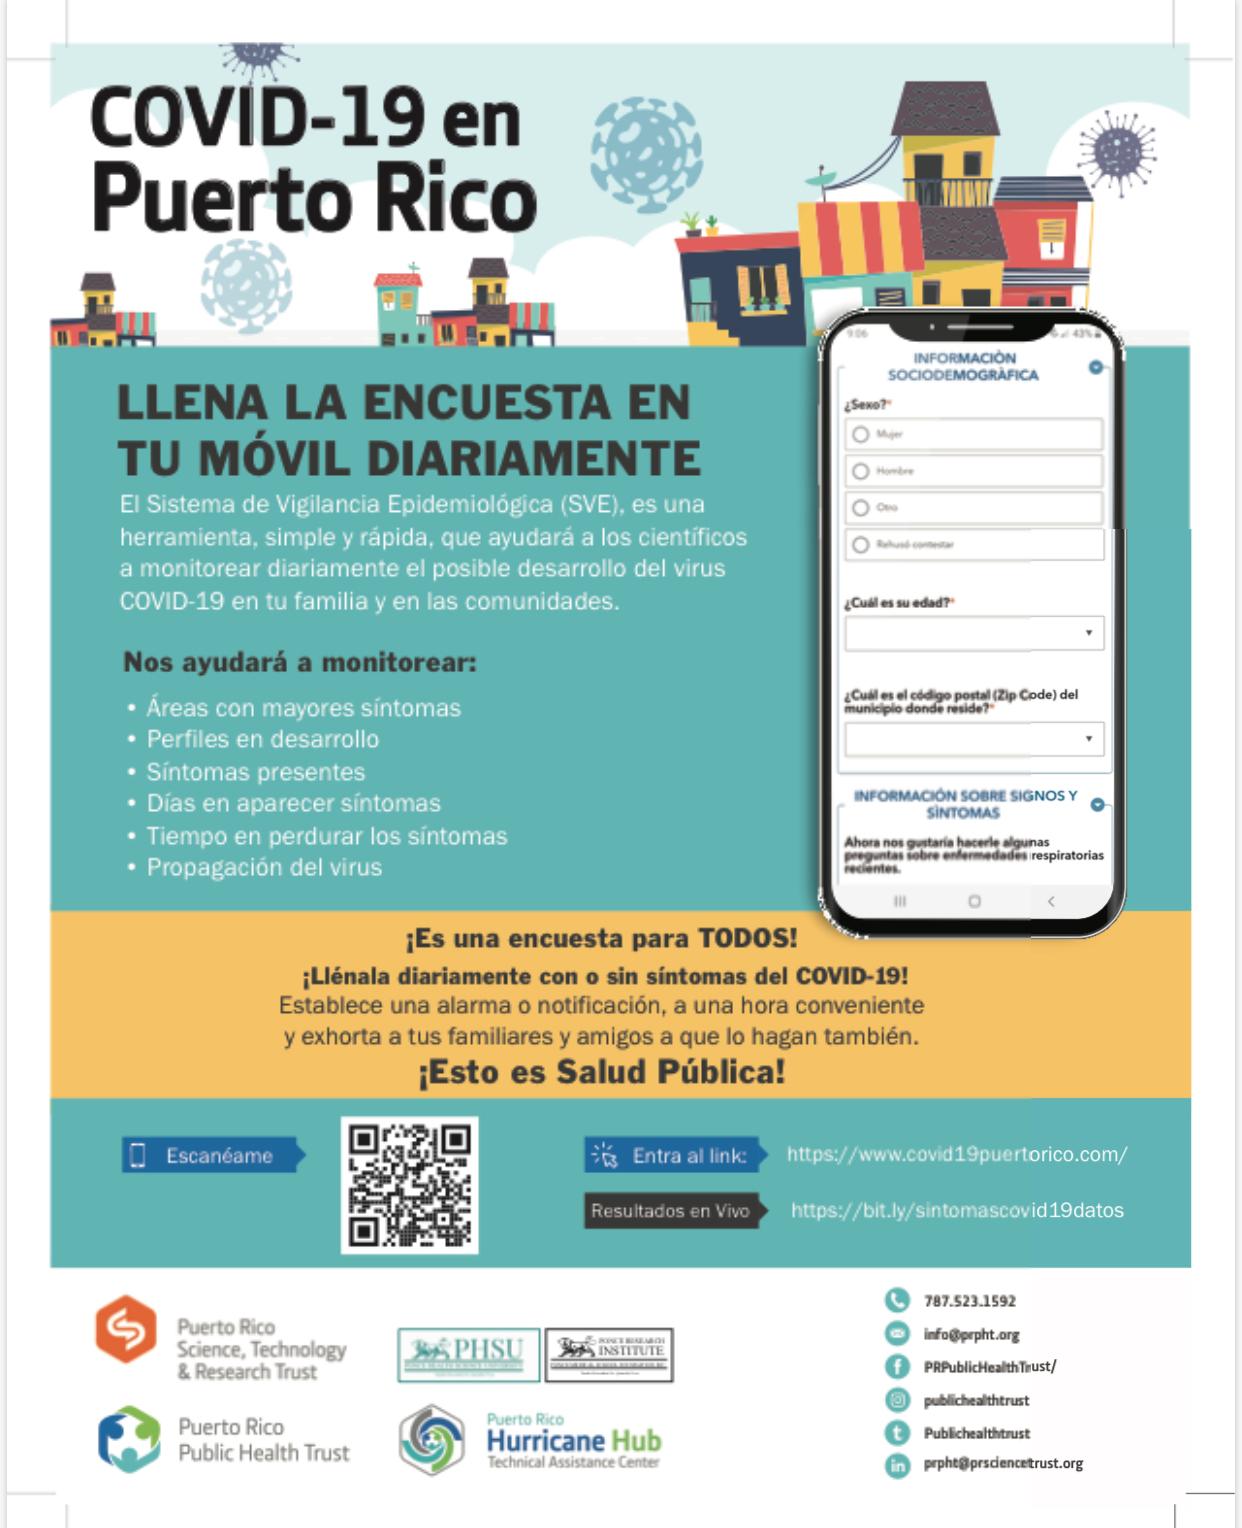 COVID-19 en
Puerto Rico
LLENA LA ENCUESTA EN
TU MÓVIL DIARIAMENTE
El Sistema de Vigilancia Epidemiológica (SVE), es una
herramienta, simple y rápida, que ayudará a los científicos
a monitorear diariamente el posible desarrollo del virus
COVID-19 en tu familia y en las comunidades.
Nos ayudará a monitorear:
• Áreas con mayores síntomas
• Perfiles en desarrollo
• Síntomas presentes
• Días en aparecer síntomas
• Tiempo en perdurar los síntomas
• Propagación del virus
9:06
43%
INFORMACIÒN
SOCIODEMOGRÀFICA
¿Sexo?*
Mujer
Hombre
Otro
Rehusó contestar
¿Cuál es su edad?*
¿Cuál es el código postal (Zip Code) del
municipio donde reside?*
INFORMACIÓN SOBRE SIGNOS Y
SÌNTOMAS
Ahora nos gustaría hacerle algunas
preguntas sobre enfermedades respiratorias
recientes.
¡Es una encuesta para TODOS!
¡Llénala diariamente con o sin síntomas del COVID-19!
Establece una alarma o notificación, a una hora conveniente
y exhorta a tus familiares y amigos a que lo hagan también.
¡Esto es Salud Pública!
Escanéame
Entra al link:
https://www.covid19puertorico.com/
Resultados en Vivo
https://bit.ly/sintomascovid19datos
Puerto Rico
Science, Technology
& Research Trust
PHSU
PONCE RESEARCH
INSTITUTE
Puerto Rico
Public Health Trust
Puerto Rico
Hurricane Hub
Technical Assistance Center
787.523.1592
info@prpht.org
PRPublicHealthTrust/
publichealthtrust
Publichealthtrust
prpht@prsciencetrust.org